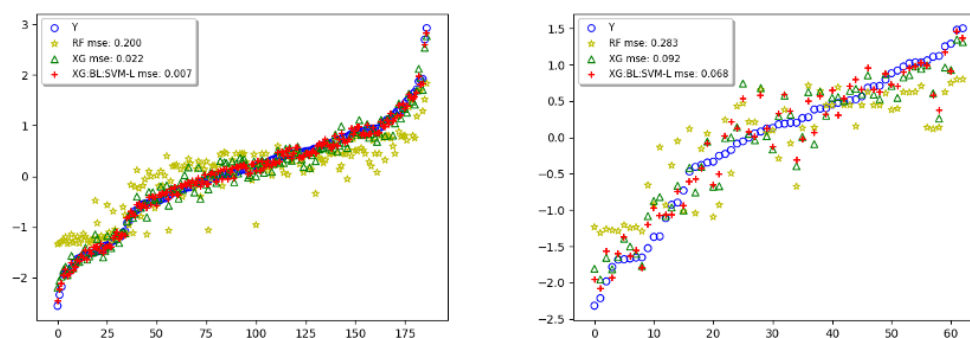 Y
RF mse: 0.200
XG mse: 0.022
XG:BL:SVM-L mse: 0.007
3
2
1
0
−1
−2
0 25 50 75 100 125 150 175
Y
RF mse: 0.283
XG mse: 0.092
XG:BL:SVM-L mse: 0.068
1.5
1.0
0.5
0.0
−0.5
−1.0
−1.5
−2.0
−2.5
0 10 20 30 40 50 60